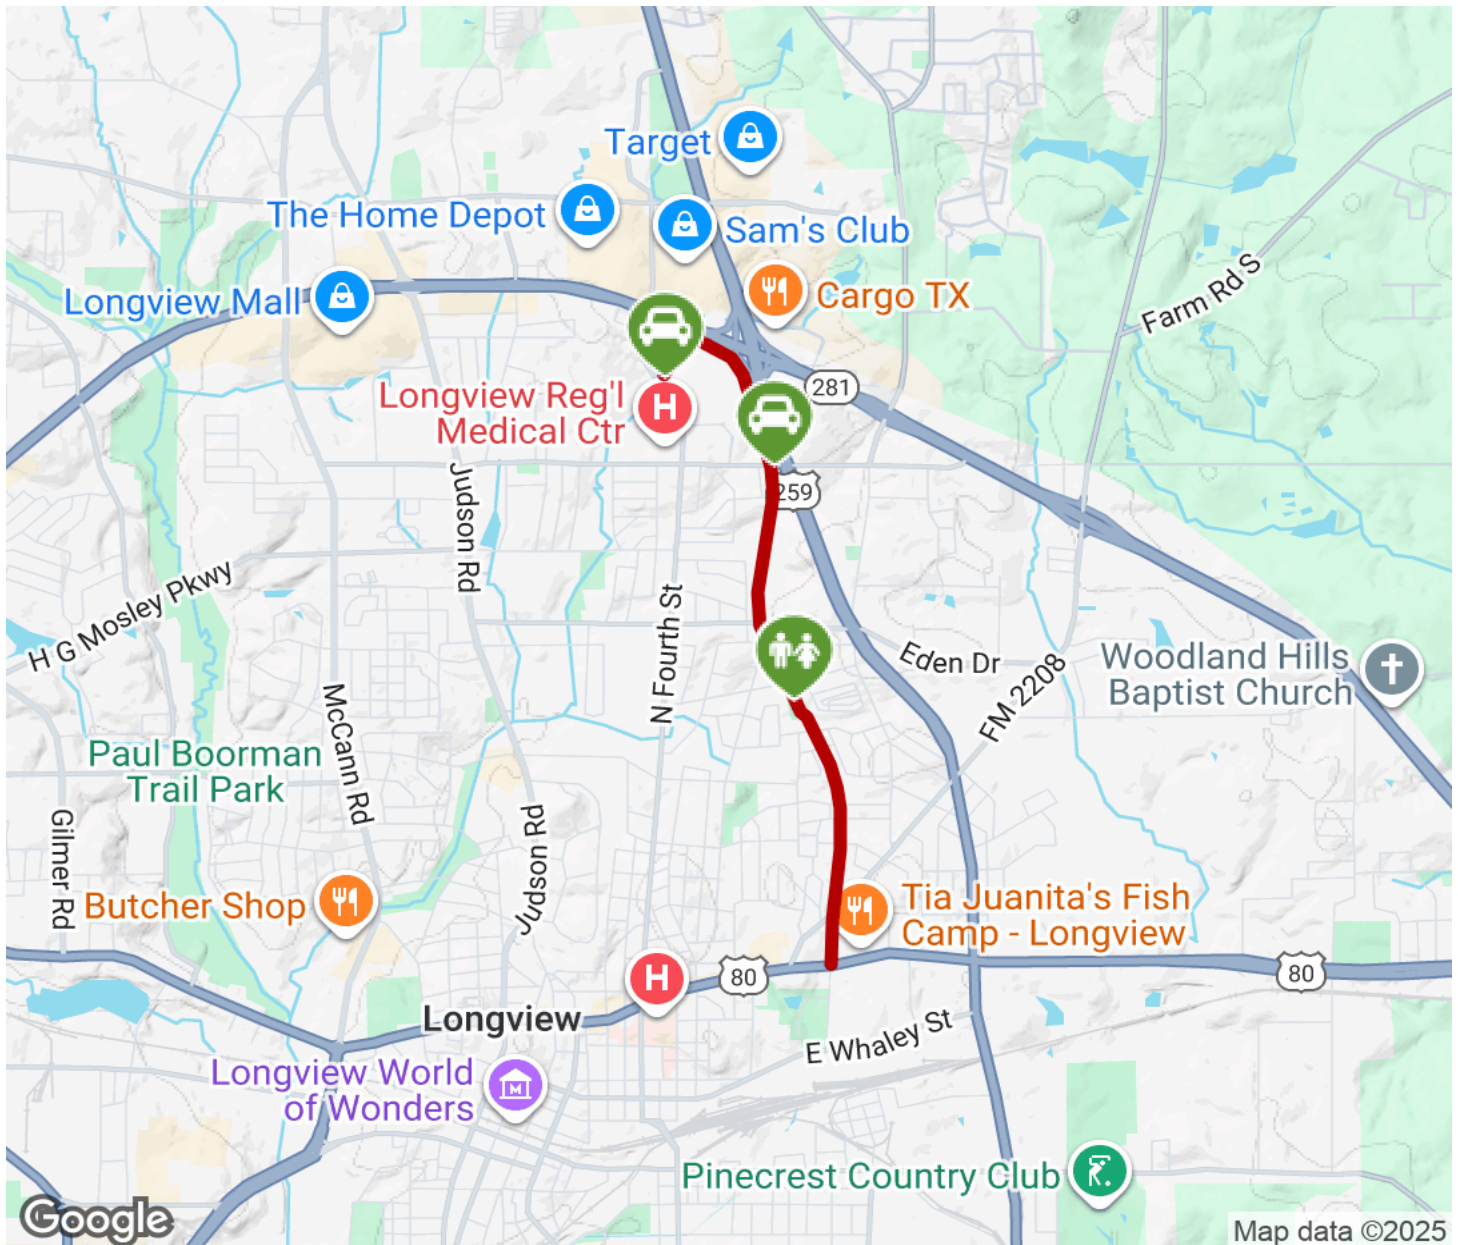 Target
The Home Depot
Sam's Club
Longview Mall
Cargo TX
Farm Rd S
281
Longview Reg'l
Medical Ctr
H
259
Judson Rd
H G Mosley Pkwy
N Fourth St
Eden Dr
FM 2208
Woodland Hills
Baptist Church
McCann Rd
Paul Boorman
Trail Park
Gilmer Rd
Judson Rd
Butcher Shop
Tia Juanita's Fish
Camp - Longview
H
80
80
Longview
E Whaley St
Longview World
of Wonders
M
Pinecrest Country Club
Google
Map data ©2025